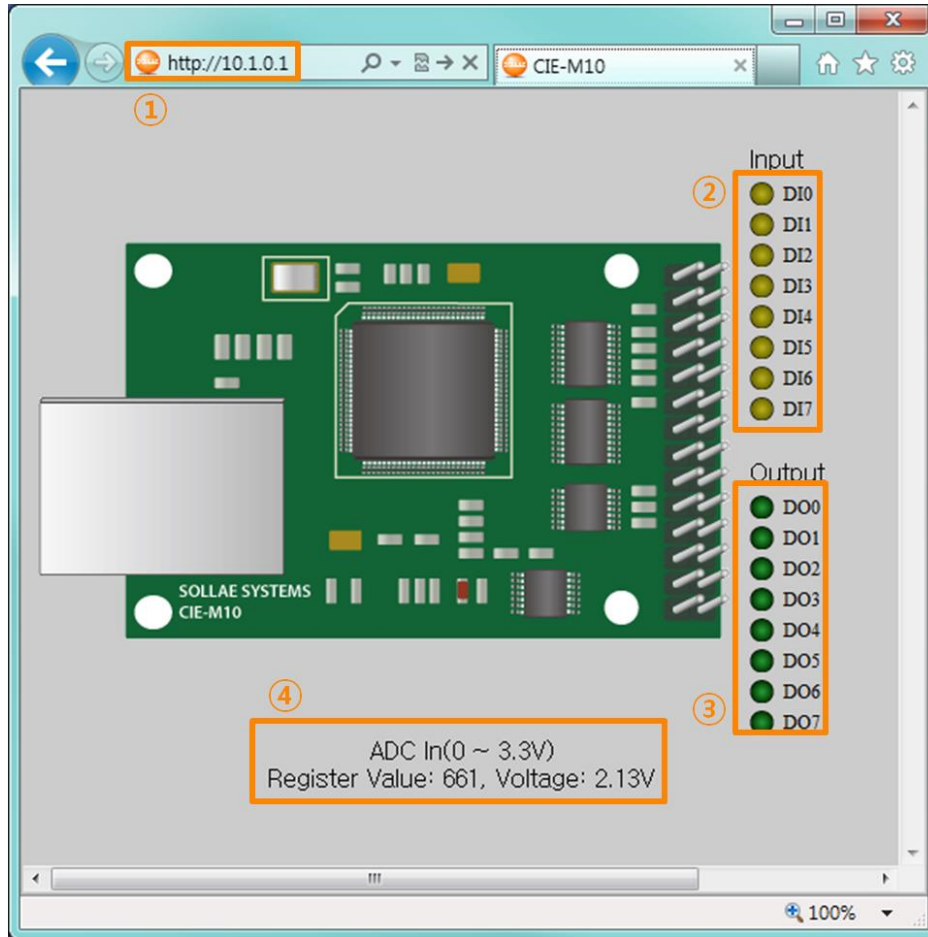 http://10.1.0.1
CIE-M10
①
Input
②
DI0
DI1
DI2
DI3
DI4
DI5
DI6
DI7
Output
DO0
DO1
DO2
DO3
DO4
DO5
DO6
③
DO7
SOLLAE SYSTEMS
CIE-M10
④
ADC In(0 ~ 3.3V)
Register Value: 661, Voltage: 2.13V
100%